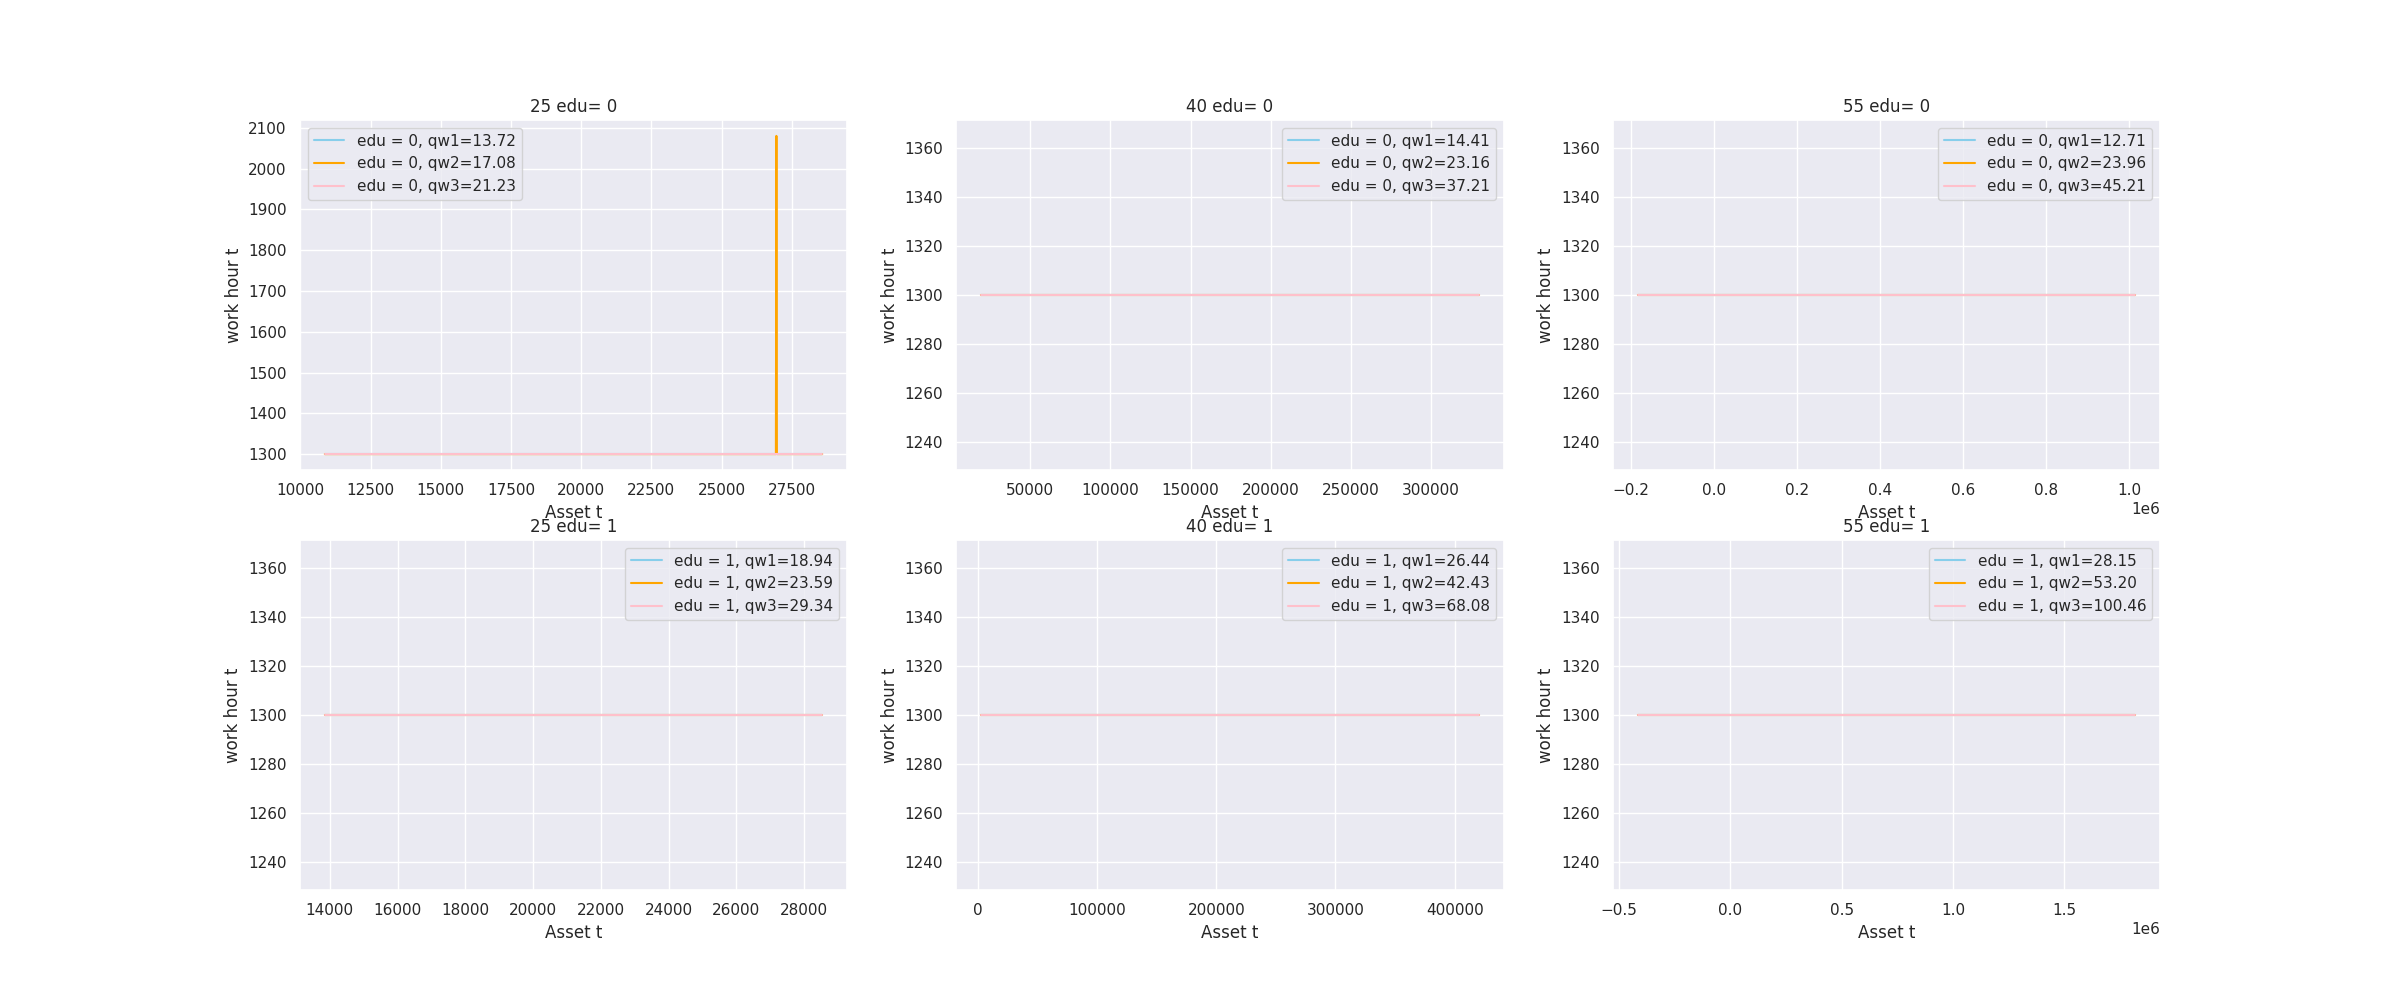 25 edu= 0
2100
2000
1900
1800
1700
1600
1500
1400
1300
work hour t
edu = 0, qw1=13.72
edu = 0, qw2=17.08
edu = 0, qw3=21.23
10000 12500 15000 17500 20000 22500 25000 27500
Asset t
40 edu= 0
1360
1340
1320
1300
1280
1260
1240
work hour t
edu = 0, qw1=14.41
edu = 0, qw2=23.16
edu = 0, qw3=37.21
50000 100000 150000 200000 250000 300000
Asset t
55 edu= 0
1360
1340
1320
1300
1280
1260
1240
work hour t
edu = 0, qw1=12.71
edu = 0, qw2=23.96
edu = 0, qw3=45.21
−0.2 0.0 0.2 0.4 0.6 0.8 1.0
1e6
Asset t
25 edu= 1
1360
1340
1320
1300
1280
1260
1240
work hour t
edu = 1, qw1=18.94
edu = 1, qw2=23.59
edu = 1, qw3=29.34
14000 16000 18000 20000 22000 24000 26000 28000
Asset t
40 edu= 1
1360
1340
1320
1300
1280
1260
1240
work hour t
edu = 1, qw1=26.44
edu = 1, qw2=42.43
edu = 1, qw3=68.08
0 100000 200000 300000 400000
Asset t
55 edu= 1
1360
1340
1320
1300
1280
1260
1240
work hour t
edu = 1, qw1=28.15
edu = 1, qw2=53.20
edu = 1, qw3=100.46
−0.5 0.0 0.5 1.0 1.5
1e6
Asset t